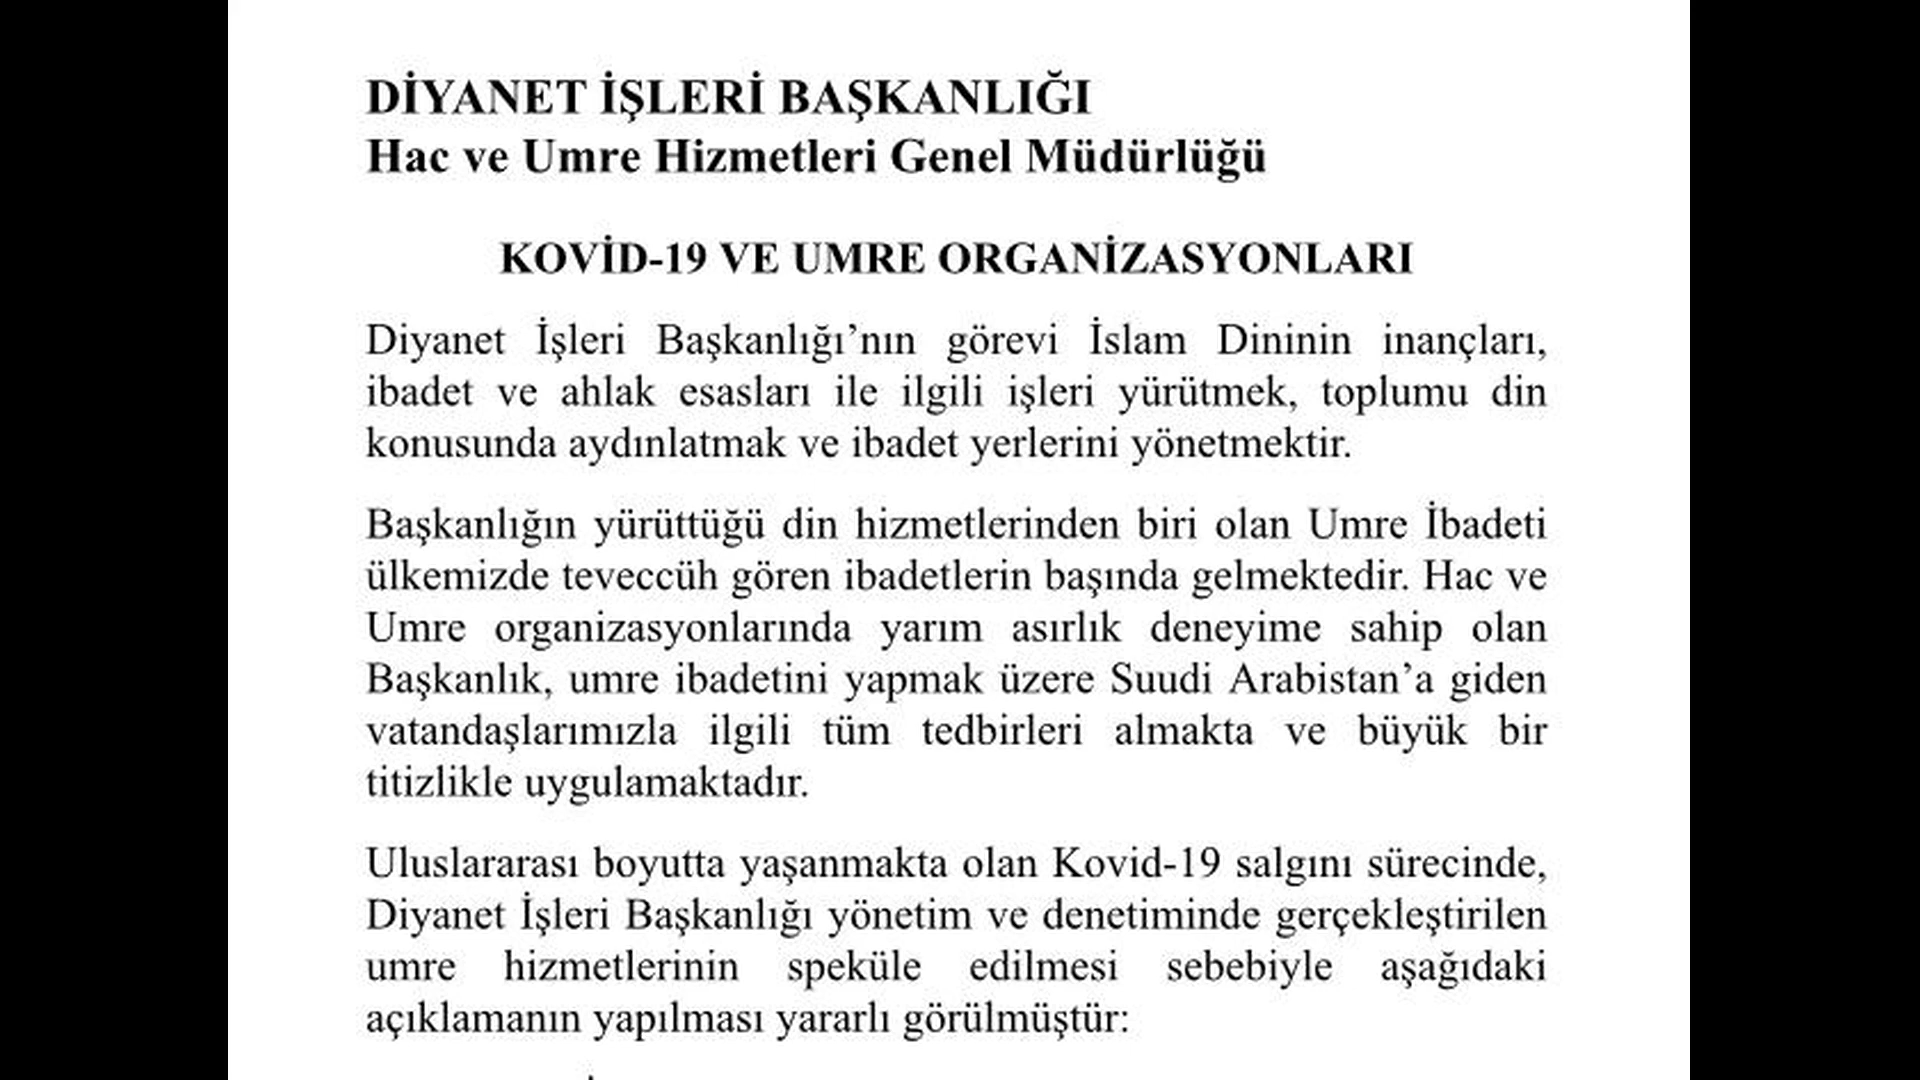 DİYANET İŞLERİ BAŞKANLIĞI
Hac ve Umre Hizmetleri Genel Müdürlüğü
KOVİD-19 VE UMRE ORGANİZASYONLARI
Diyanet İşleri Başkanlığı’nın görevi İslam Dininin inançları,
ibadet ve ahlak esasları ile ilgili işleri yürütmek, toplumu din
konusunda aydınlatmak ve ibadet yerlerini yönetmektir.
Başkanlığın yürüttüğü din hizmetlerinden biri olan Umre İbadeti
ülkemizde teveccüh gören ibadetlerin başında gelmektedir. Hac ve
Umre organizasyonlarında yarım asırlık deneyime sahip olan
Başkanlık, umre ibadetini yapmak üzere Suudi Arabistan’a giden
vatandaşlarımızla ilgili tüm tedbirleri almakta ve büyük bir
titizlikle uygulamaktadır.
Uluslararası boyutta yaşanmakta olan Kovid-19 salgını sürecinde,
Diyanet İşleri Başkanlığı yönetim ve denetiminde gerçekleştirilen
umre hizmetlerinin speküle edilmesi sebebiyle aşağıdaki
açıklamanın yapılması yararlı görülmüştür: